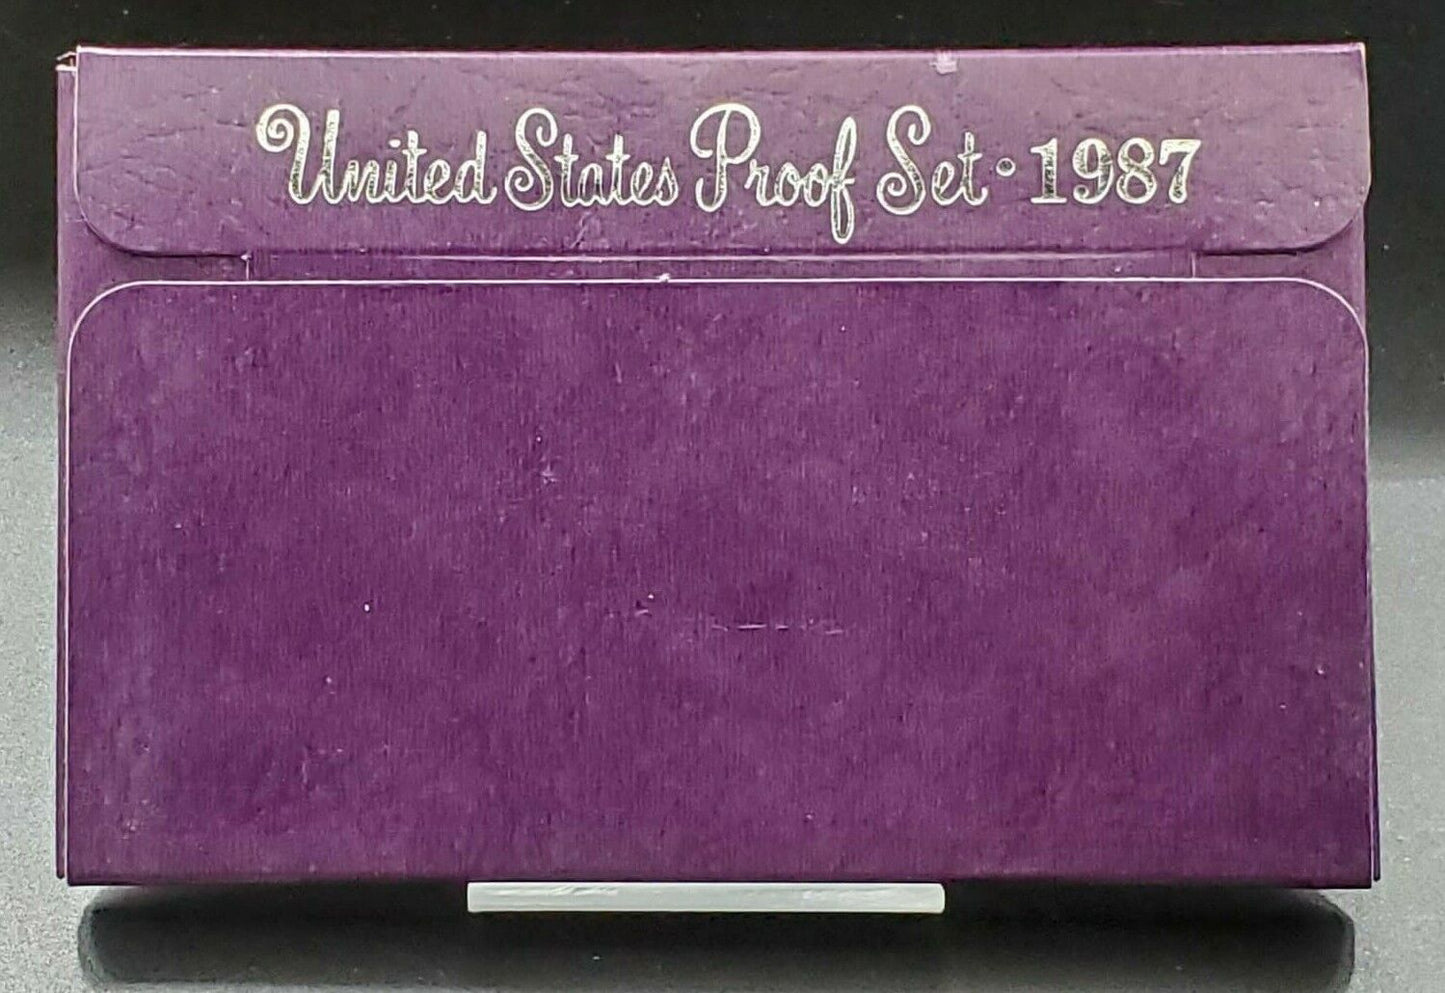 United States Proof Set • 1987